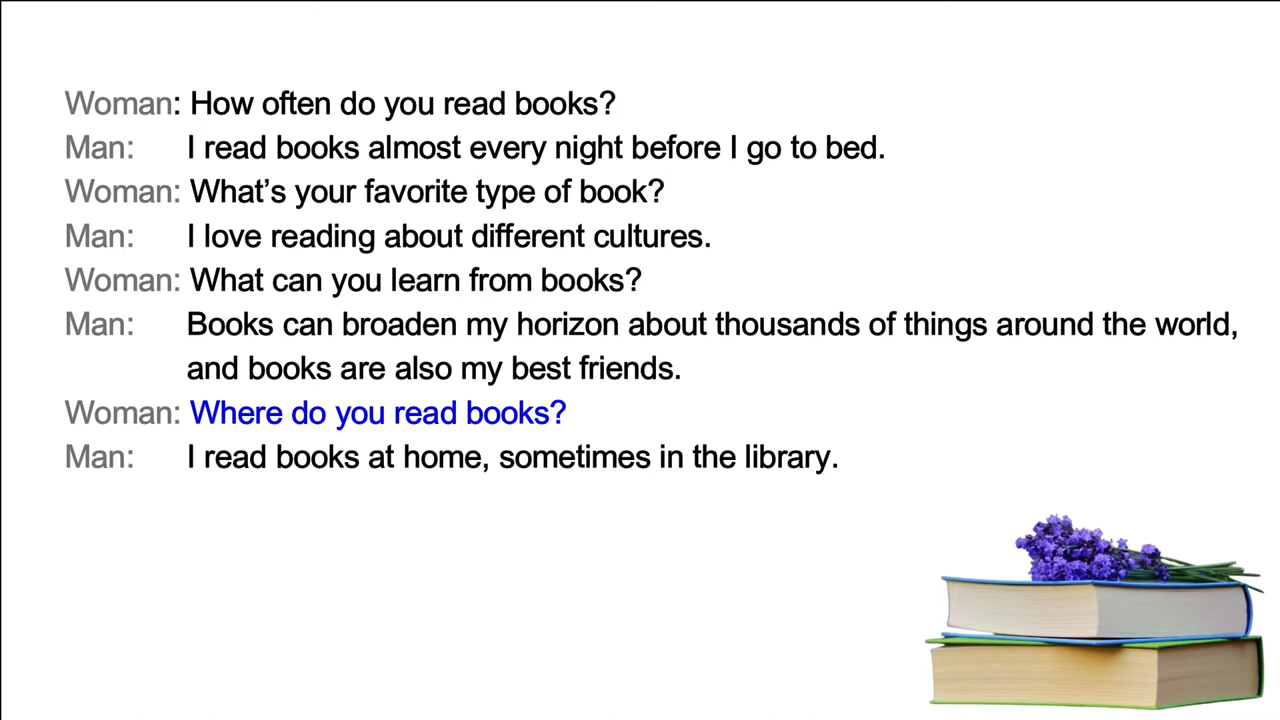 Woman: How often do you read books?
Man: I read books almost every night before I go to bed.
Woman: What’s your favorite type of book?
Man: I love reading about different cultures.
Woman: What can you learn from books?
Man: Books can broaden my horizon about thousands of things around the world,
and books are also my best friends.
Woman: Where do you read books?
Man: I read books at home, sometimes in the library.